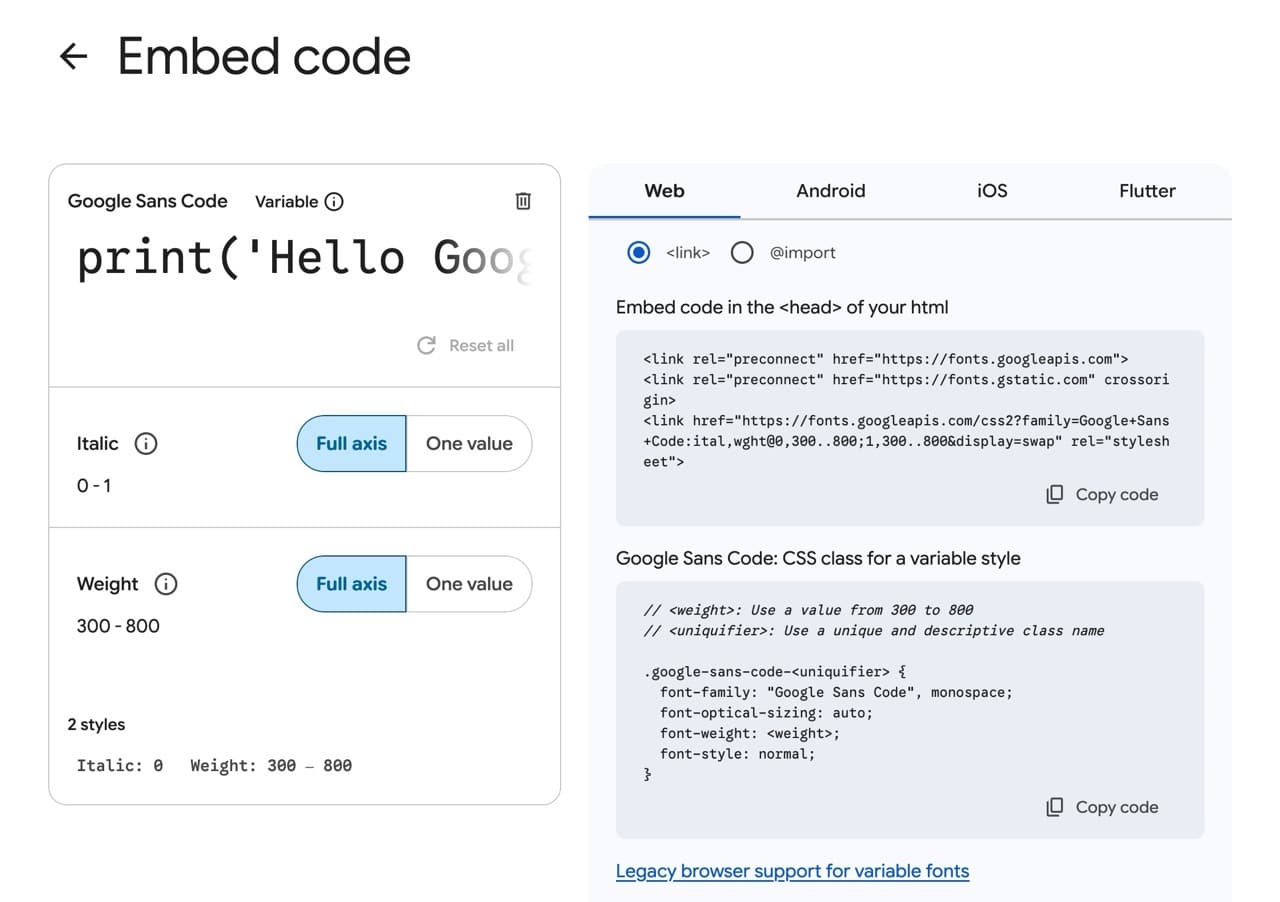 Embed code
Google Sans Code Variable
print('Hello Goog
Reset all
Italic
Full axis One value
0 - 1
Weight
Full axis One value
300 - 800
2 styles
Italic: 0 Weight: 300 — 800
Web Android iOS Flutter
<link> @import
Embed code in the <head> of your html
<link rel="preconnect" href="https://fonts.googleapis.com">
<link rel="preconnect" href="https://fonts.gstatic.com" crossori
gin>
<link href="https://fonts.googleapis.com/css2?family=Google+Sans
+Code:ital,wght@0,300..800;1,300..800&display=swap" rel="stylesh
eet">
Copy code
Google Sans Code: CSS class for a variable style
// <weight>: Use a value from 300 to 800
// <uniquifier>: Use a unique and descriptive class name
.google-sans-code-<uniquifier> {
  font-family: "Google Sans Code", monospace;
  font-optical-sizing: auto;
  font-weight: <weight>;
  font-style: normal;
}
Copy code
Legacy browser support for variable fonts